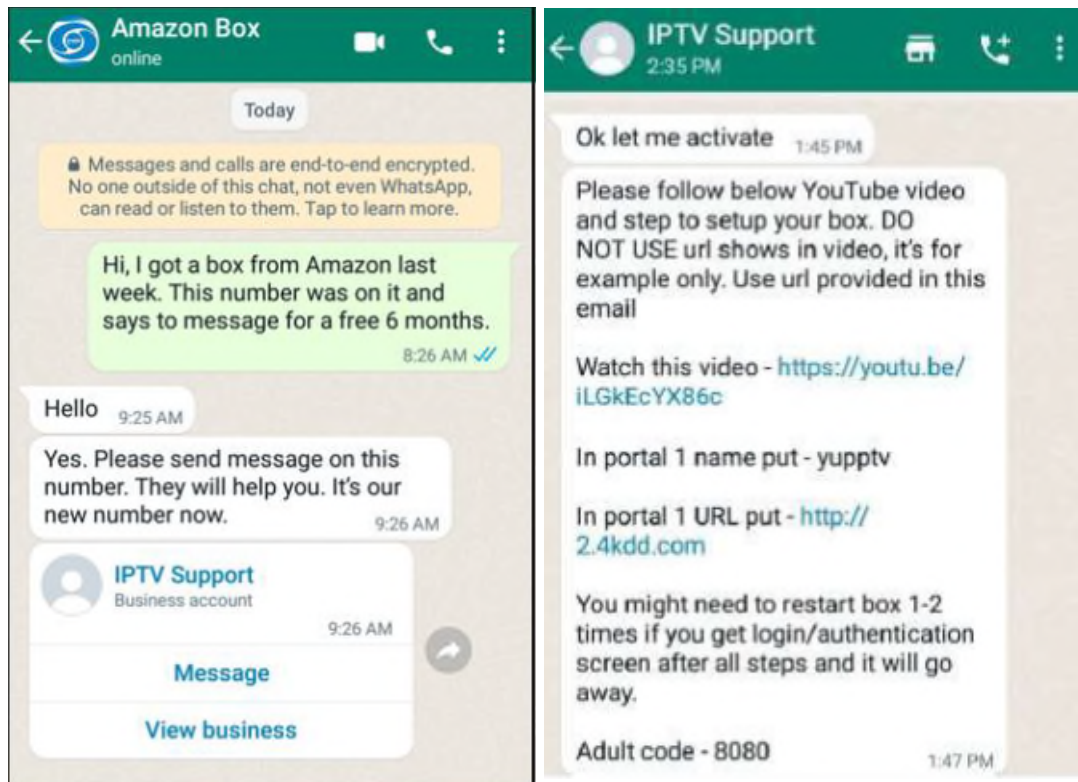 Amazon Box
online
Today
Messages and calls are end-to-end encrypted.
No one outside of this chat, not even WhatsApp,
can read or listen to them. Tap to learn more.
Hi, I got a box from Amazon last
week. This number was on it and
says to message for a free 6 months.
8:26 AM
Hello 9:25 AM
Yes. Please send message on this
number. They will help you. It's our
new number now. 9:26 AM
IPTV Support
Business account
9:26 AM
Message
View business
IPTV Support
2:35 PM
Ok let me activate 1:45 PM
Please follow below YouTube video
and step to setup your box. DO
NOT USE url shows in video, it's for
example only. Use url provided in this
email
Watch this video - https://youtu.be/
iLGkEcYX86c
In portal 1 name put - yupptv
In portal 1 URL put - http://
2.4kdd.com
You might need to restart box 1-2
times if you get login/authentication
screen after all steps and it will go
away.
Adult code - 8080 1:47 PM